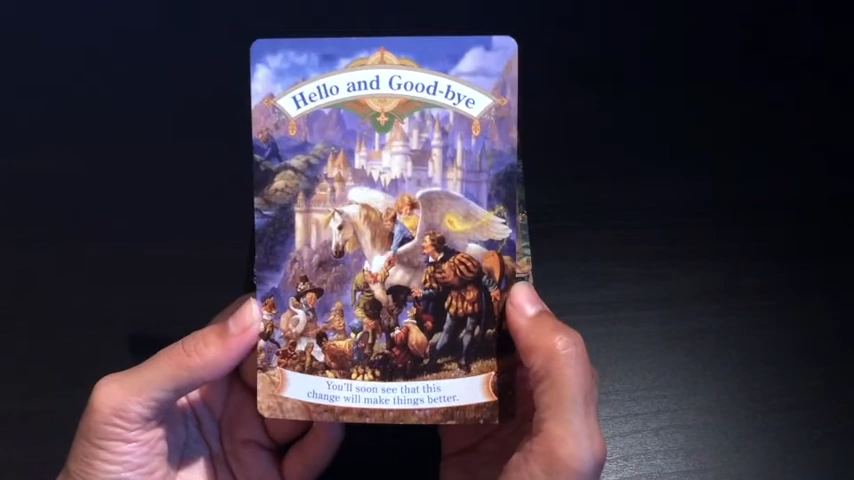 Hello and Good-bye
You'll soon see that this
change will make things better.